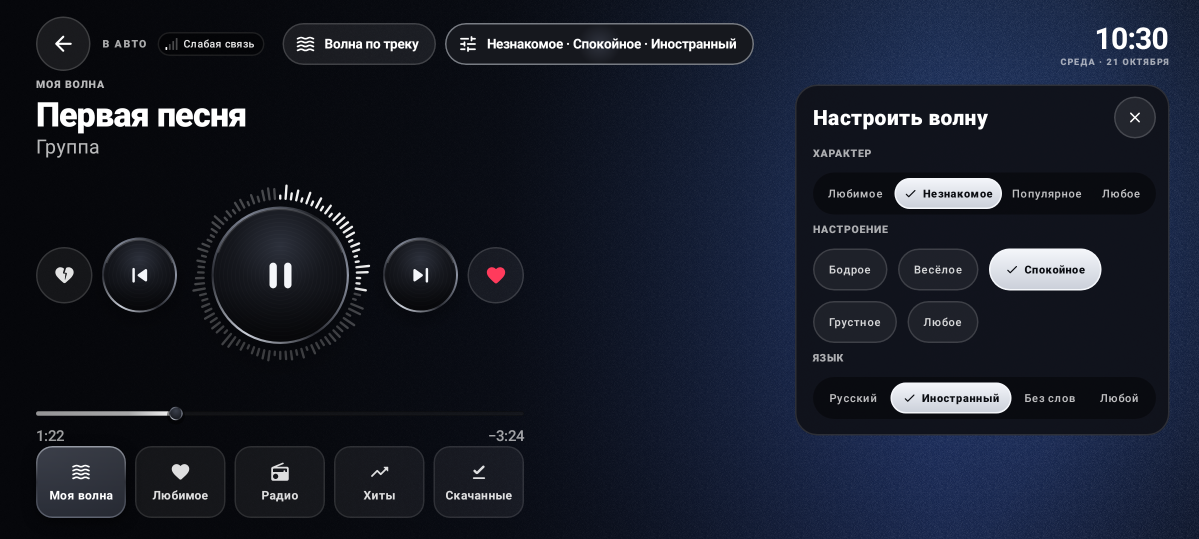 В АВТО
Слабая связь
Волна по треку
Незнакомое · Спокойное · Иностранный
10:30
СРЕДА · 21 ОКТЯБРЯ
МОЯ ВОЛНА
Первая песня
Группа
1:22
−3:24
Моя волна
Любимое
Радио
Хиты
Скачанные
Настроить волну
ХАРАКТЕР
Любимое
Незнакомое
Популярное
Любое
НАСТРОЕНИЕ
Бодрое
Весёлое
Спокойное
Грустное
Любое
ЯЗЫК
Русский
Иностранный
Без слов
Любой